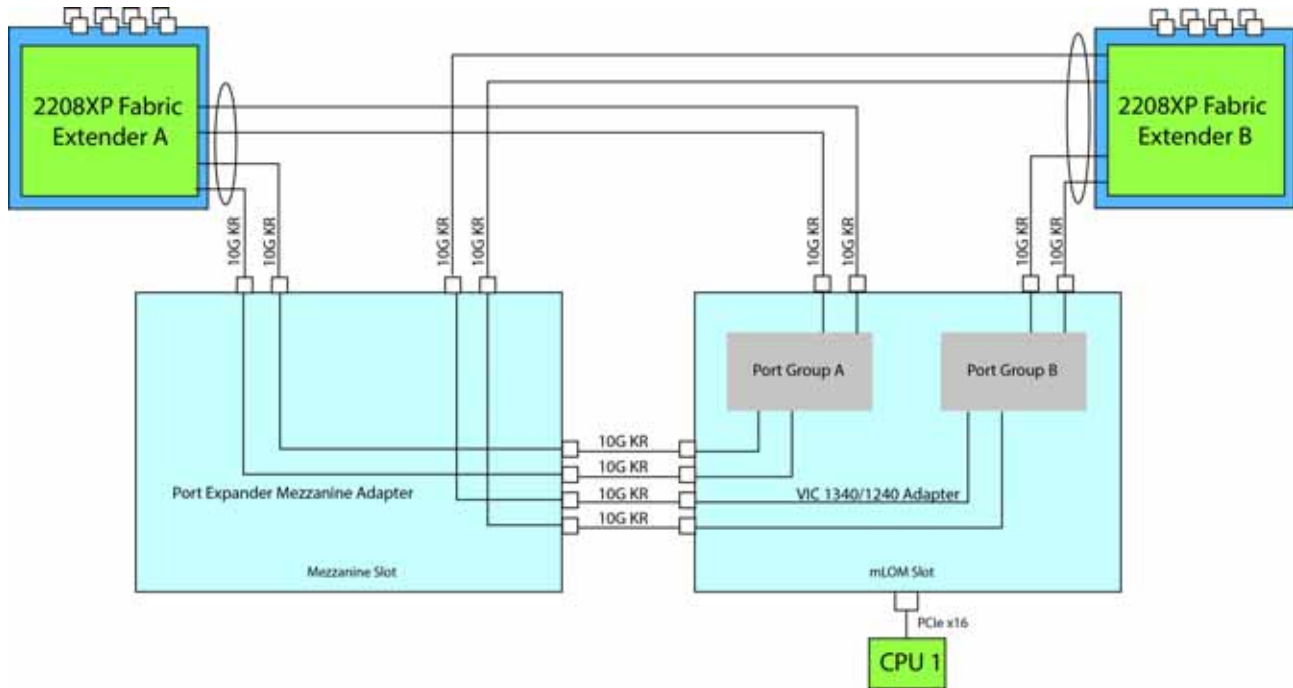 2208XP Fabric
Extender A
2208XP Fabric
Extender B
10G KR
10G KR
10G KR
10G KR
10G KR
10G KR
10G KR
10G KR
Port Group A
Port Group B
10G KR
10G KR
10G KR
10G KR
Port Expander Mezzanine Adapter
VIC 1340/1240 Adapter
Mezzanine Slot
mLOM Slot
PCIe x16
CPU 1